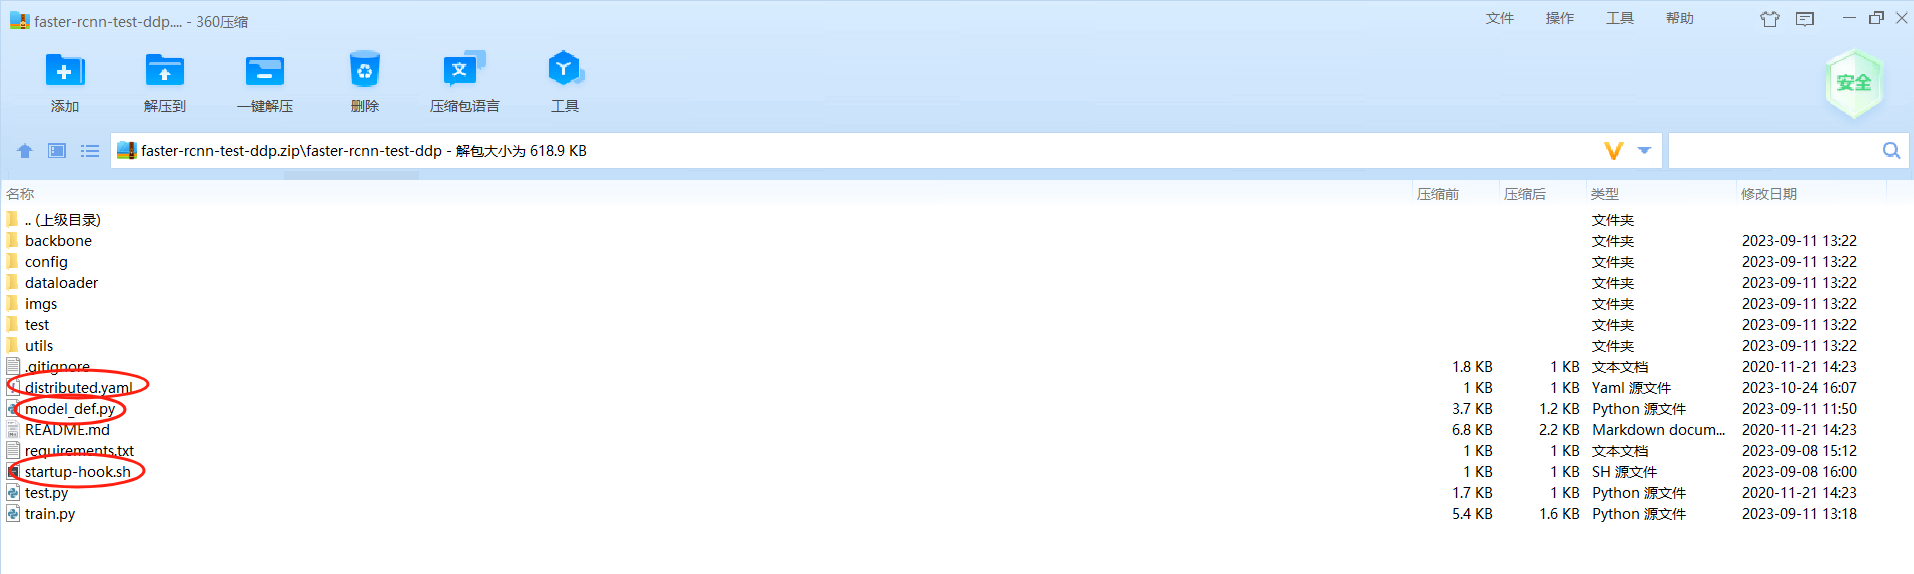 faster-rcnn-test-ddp.... - 360压缩
文件 操作 工具 帮助
添加 解压到 一键解压 删除 压缩包语言 工具
安全
faster-rcnn-test-ddp.zip\faster-rcnn-test-ddp - 解包大小为 618.9 KB
名称 压缩前 压缩后 类型 修改日期
.. (上级目录) 文件夹
backbone 文件夹 2023-09-11 13:22
config 文件夹 2023-09-11 13:22
dataloader 文件夹 2023-09-11 13:22
imgs 文件夹 2023-09-11 13:22
test 文件夹 2023-09-11 13:22
utils 文件夹 2023-09-11 13:22
.gitignore 1.8 KB 1 KB 文本文档 2020-11-21 14:23
distributed.yaml 1 KB 1 KB Yaml 源文件 2023-10-24 16:07
model_def.py 3.7 KB 1.2 KB Python 源文件 2023-09-11 11:50
README.md 6.8 KB 2.2 KB Markdown docum... 2020-11-21 14:23
requirements.txt 1 KB 1 KB 文本文档 2023-09-08 15:12
startup-hook.sh 1 KB 1 KB SH 源文件 2023-09-08 16:00
test.py 1.7 KB 1 KB Python 源文件 2020-11-21 14:23
train.py 5.4 KB 1.6 KB Python 源文件 2023-09-11 13:18